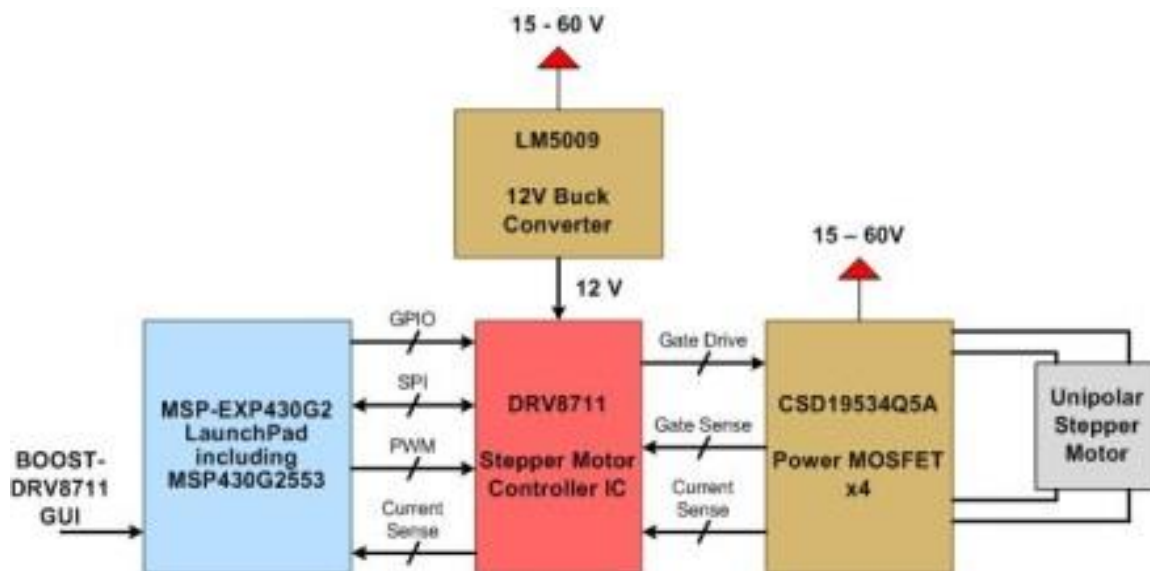 15 - 60 V
LM5009
12V Buck
Converter
15 – 60V
12 V
GPIO
SPI
PWM
Current
Sense
Gate Drive
Gate Sense
Current
Sense
MSP-EXP430G2
LaunchPad
including
MSP430G2553
DRV8711
Stepper Motor
Controller IC
CSD19534Q5A
Power MOSFET
x4
Unipolar
Stepper
Motor
BOOST-
DRV8711
GUI